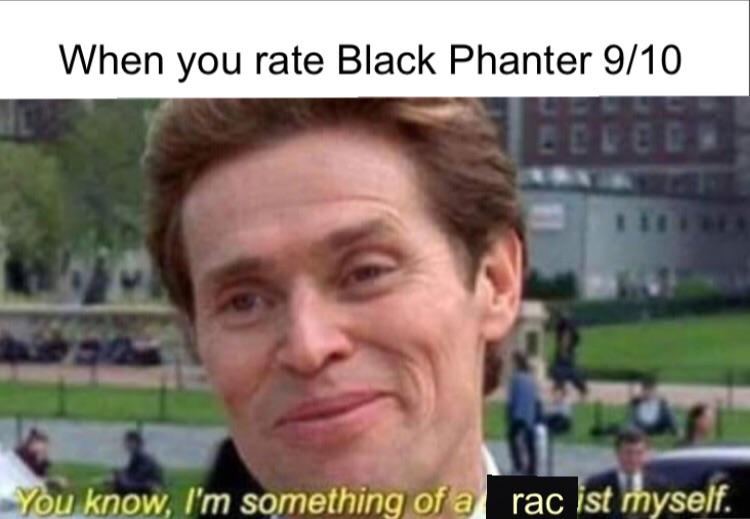 When you rate Black Phanter 9/10
You know, I'm something of a rac ist myself.